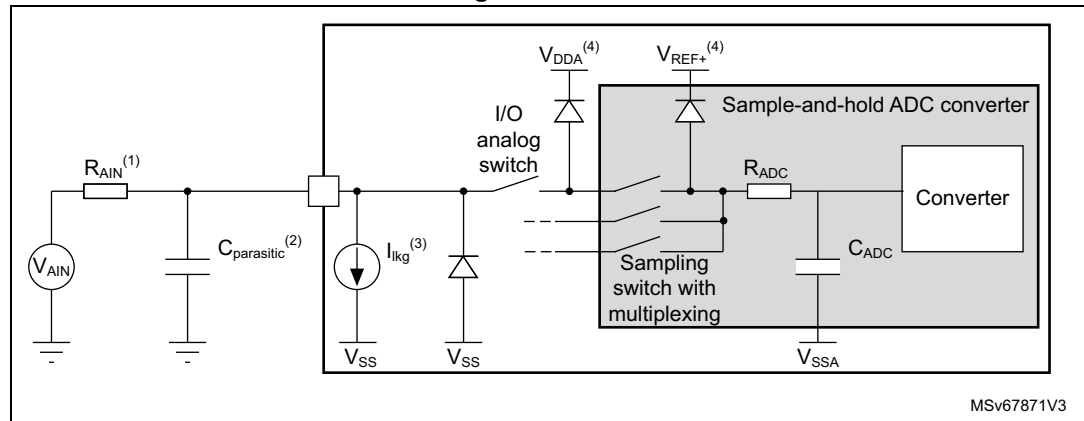 V_DDA^(4)
V_REF+^(4)
Sample-and-hold ADC converter
I/O
analog
switch
R_AIN^(1)
R_ADC
Converter
C_parasitic^(2)
I_lkg^(3)
V_AIN
C_ADC
Sampling
switch with
multiplexing
V_SS
V_SS
V_SSA
MSv67871V3